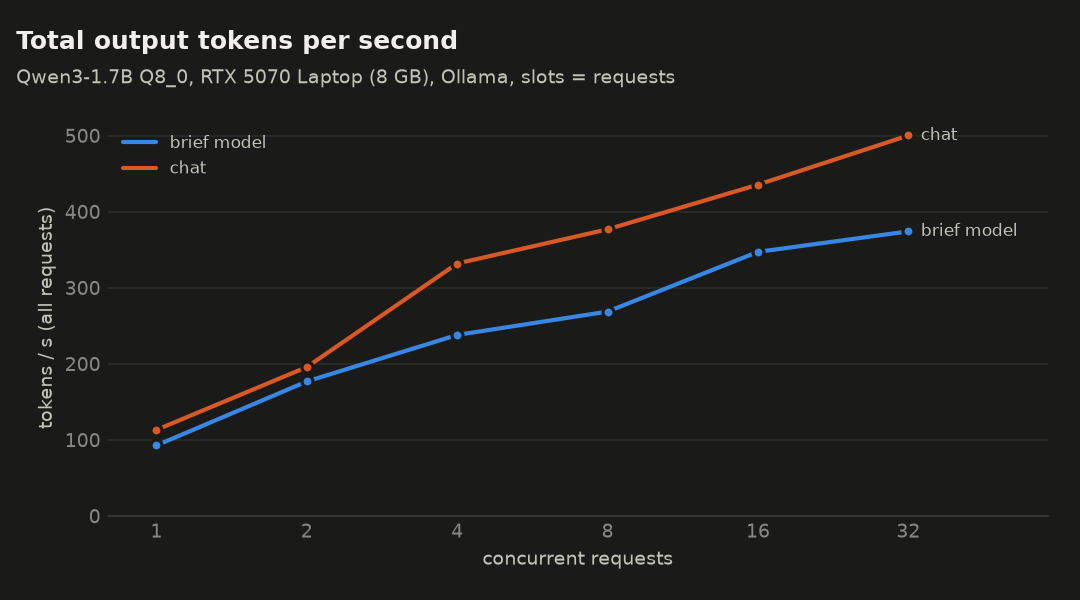 Total output tokens per second
Qwen3-1.7B Q8_0, RTX 5070 Laptop (8 GB), Ollama, slots = requests
brief model
chat
tokens / s (all requests)
500
400
300
200
100
0
chat
brief model
1 2 4 8 16 32
concurrent requests